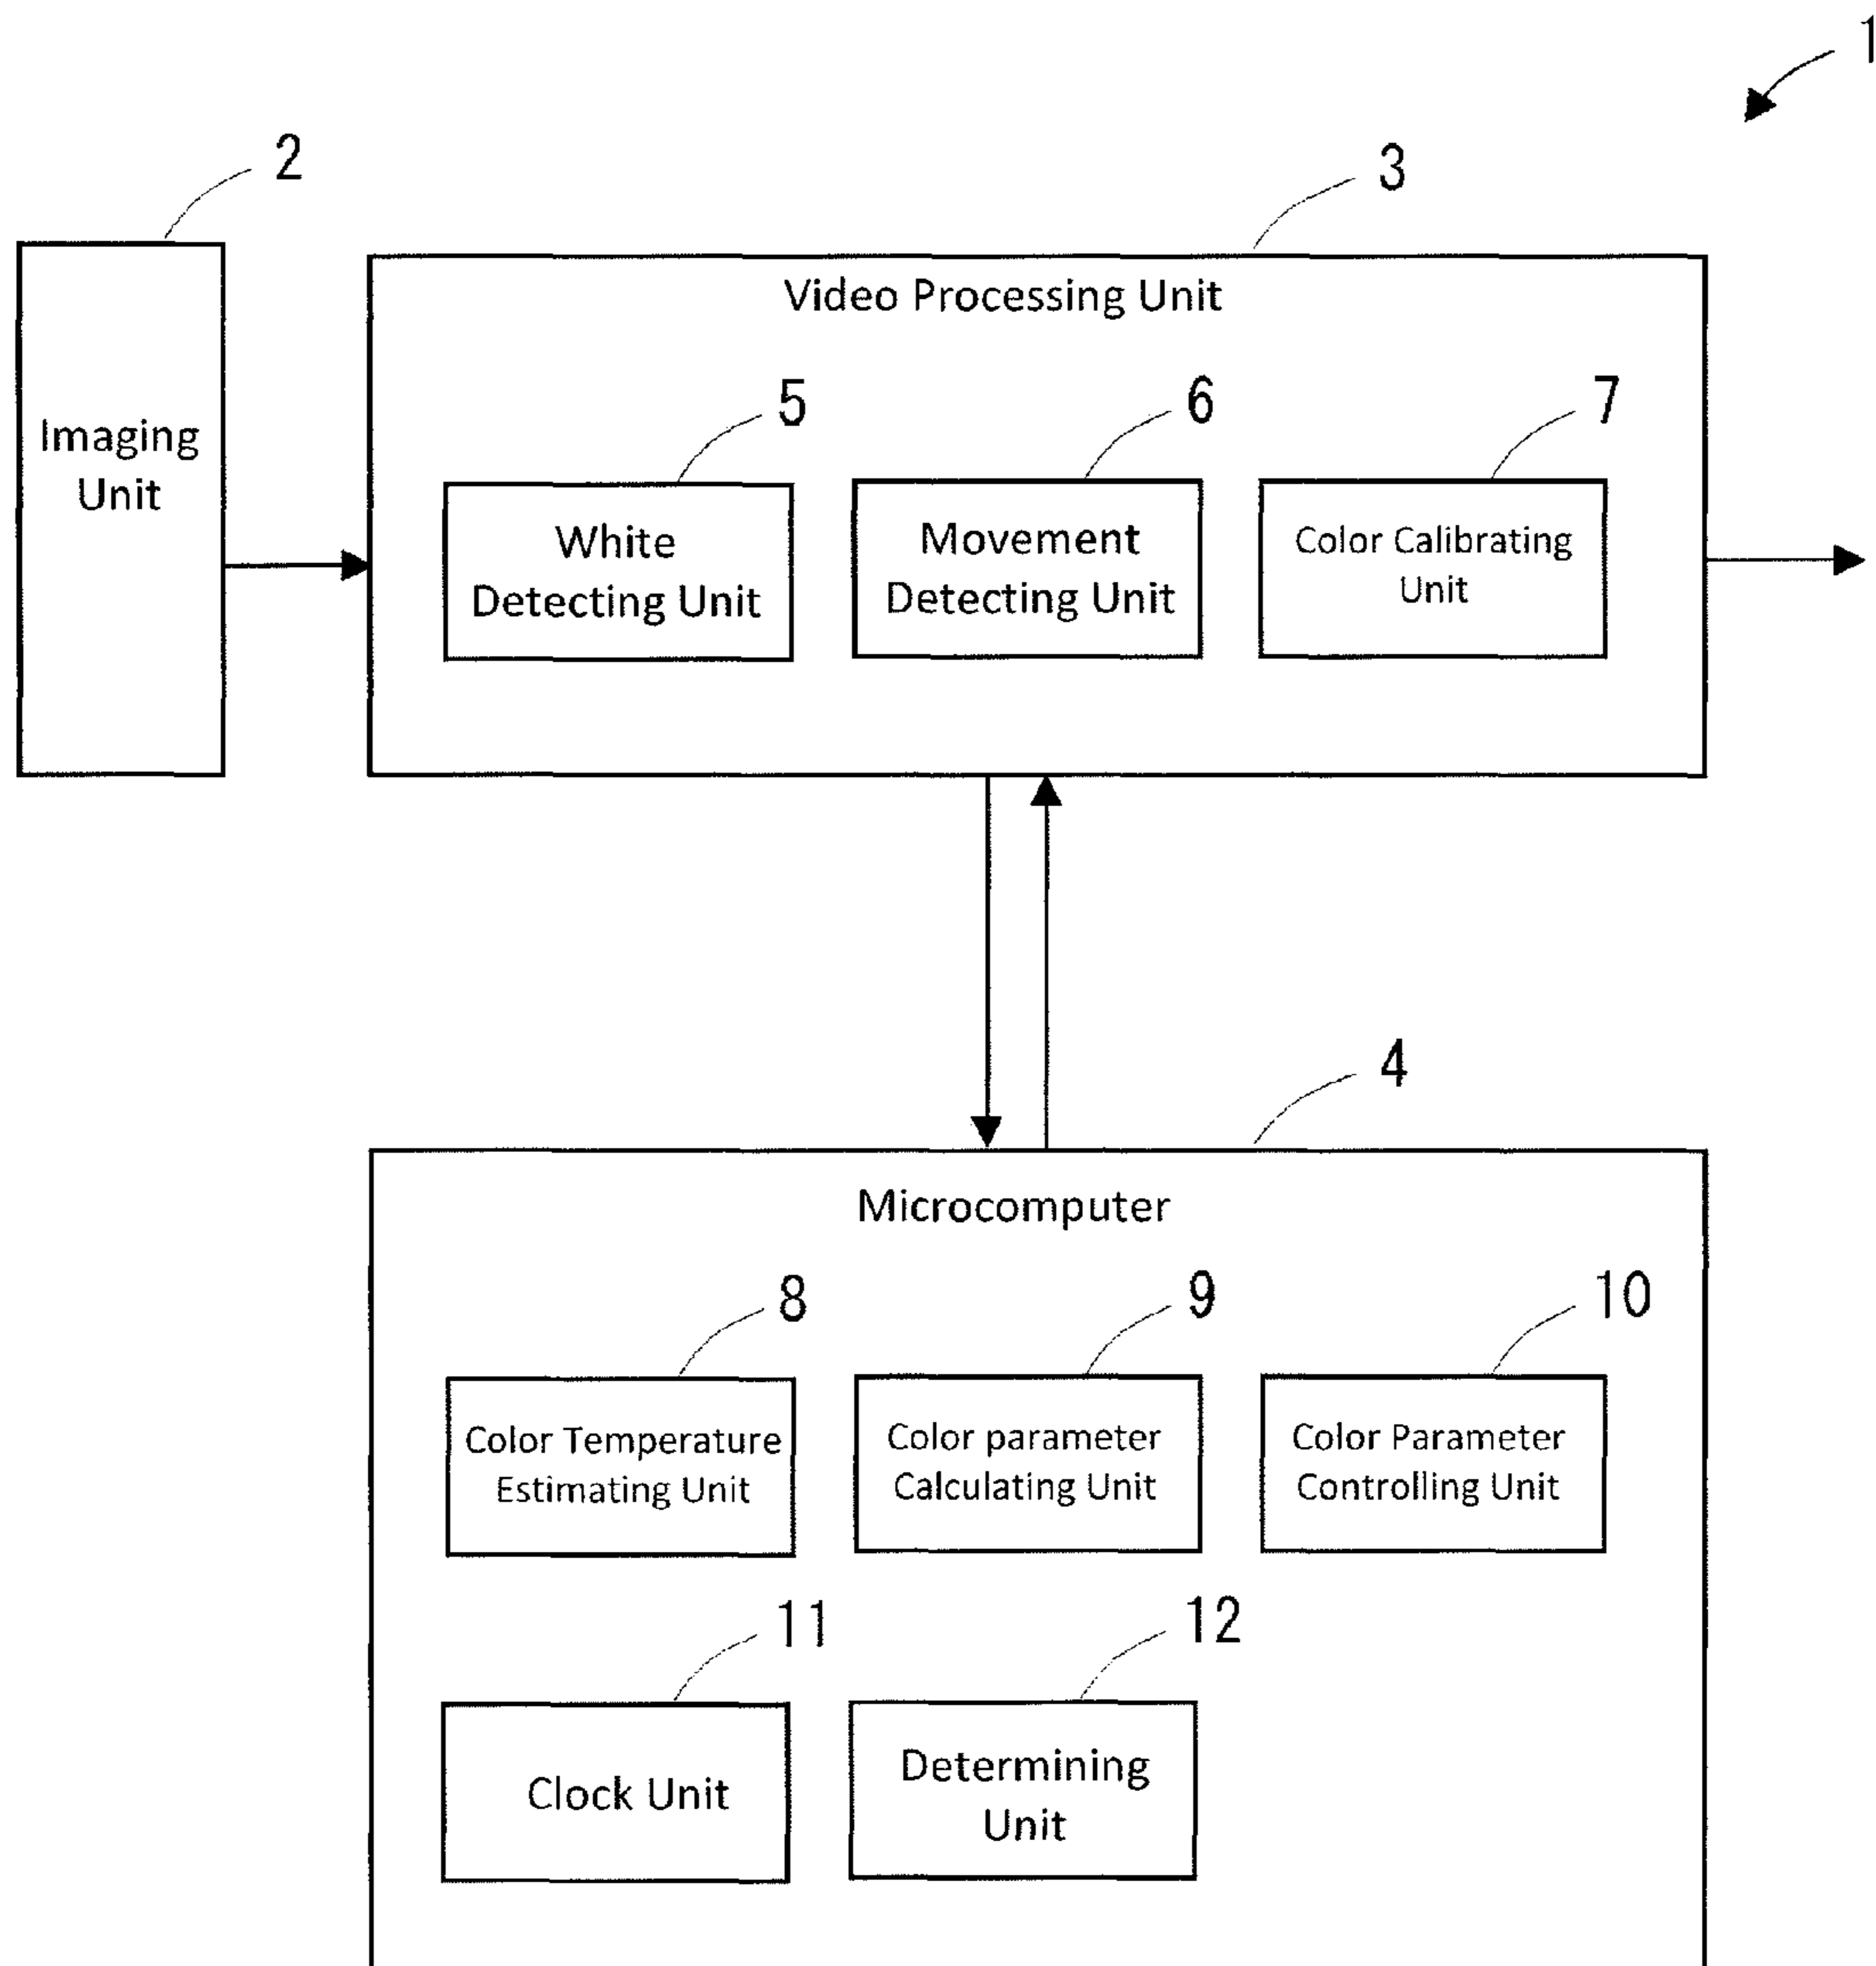 1
2
3
Video Processing Unit
Imaging
Unit
5
6
7
White
Detecting Unit
Movement
Detecting Unit
Color Calibrating
Unit
4
Microcomputer
8
9
10
Color Temperature
Estimating Unit
Color parameter
Calculating Unit
Color Parameter
Controlling Unit
11
12
Clock Unit
Determining
Unit